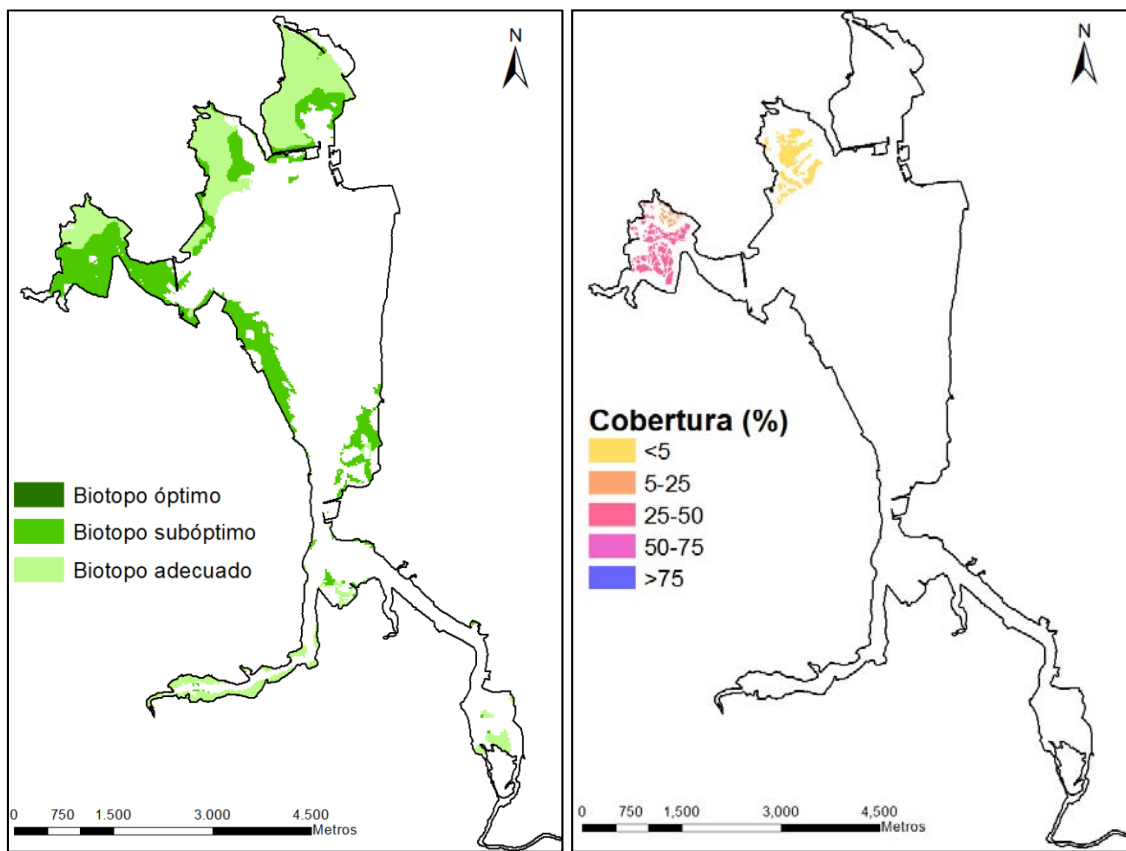 N
Biotopo óptimo
Biotopo subóptimo
Biotopo adecuado
0 750 1,500 3.000 4,500
Metros
N
Cobertura (%)
<5
5-25
25-50
50-75
>75
0 750 1,500 3,000 4,500
Metros